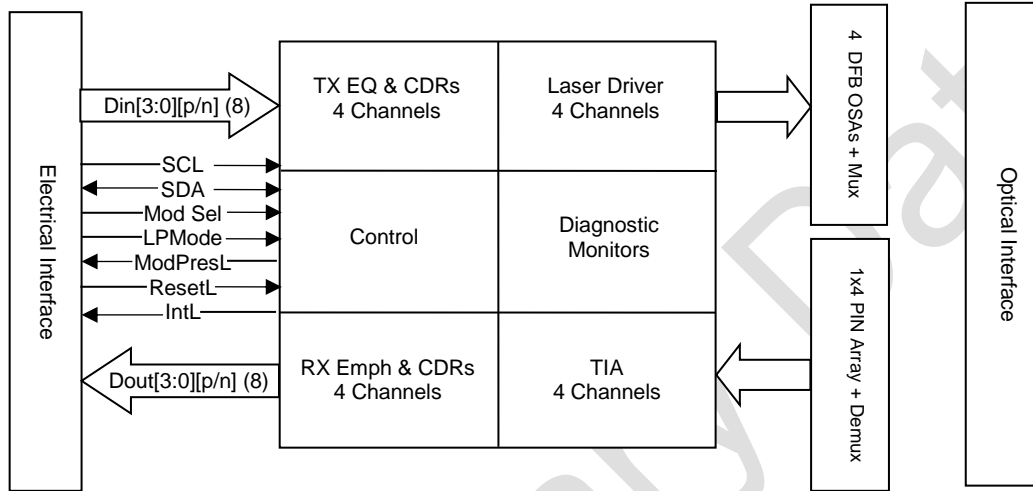 Electrical Interface
Din[3:0][p/n] (8)
SCL
SDA
Mod Sel
LPMode
ModPresL
ResetL
IntL
Dout[3:0][p/n] (8)
TX EQ & CDRs
4 Channels
Laser Driver
4 Channels
Control
Diagnostic
Monitors
RX Emph & CDRs
4 Channels
TIA
4 Channels
4 DFB OSAs + Mux
1x4 PIN Array + Demux
Optical Interface